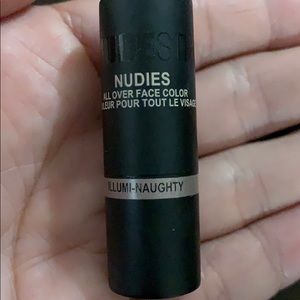 NUDIES
ALL OVER FACE COLOR
LEUR POUR TOUT LE VISAGE
ILLUMI-NAUGHTY